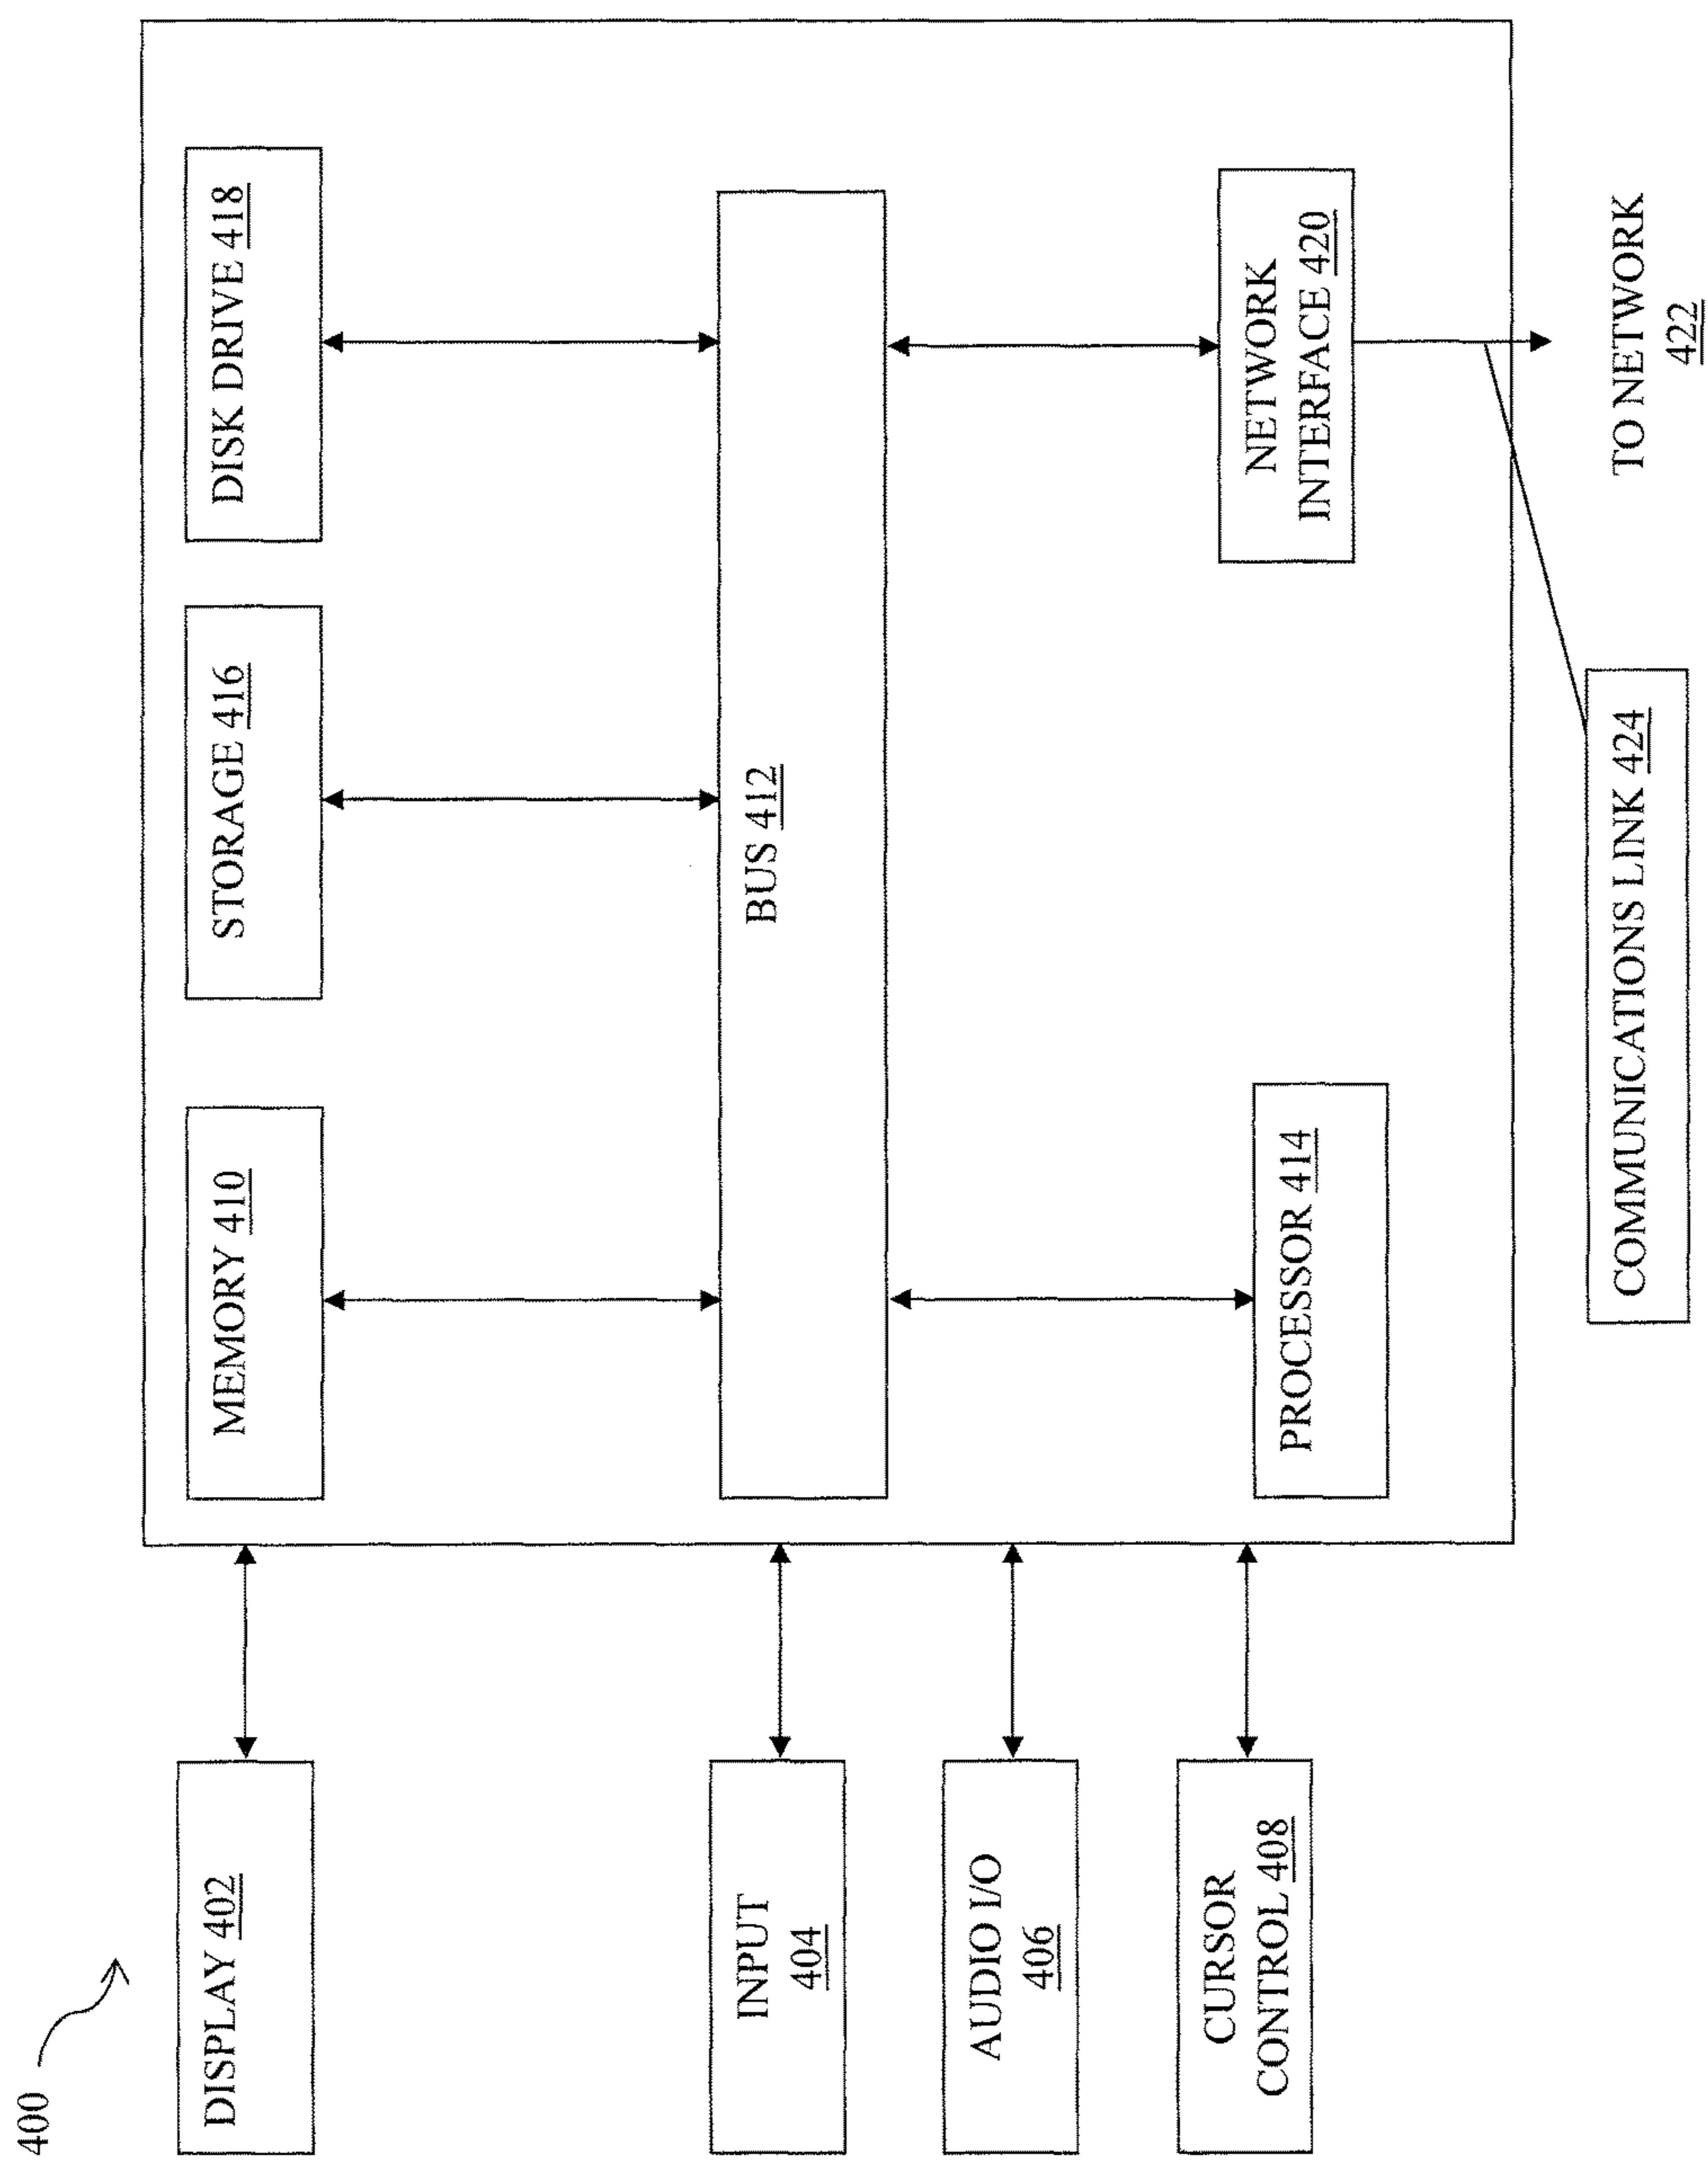 400
DISPLAY 402
INPUT
404
AUDIO I/O
406
CURSOR
CONTROL 408
MEMORY 410
STORAGE 416
DISK DRIVE 418
BUS 412
PROCESSOR 414
NETWORK
INTERFACE 420
COMMUNICATIONS LINK 424
TO NETWORK
422